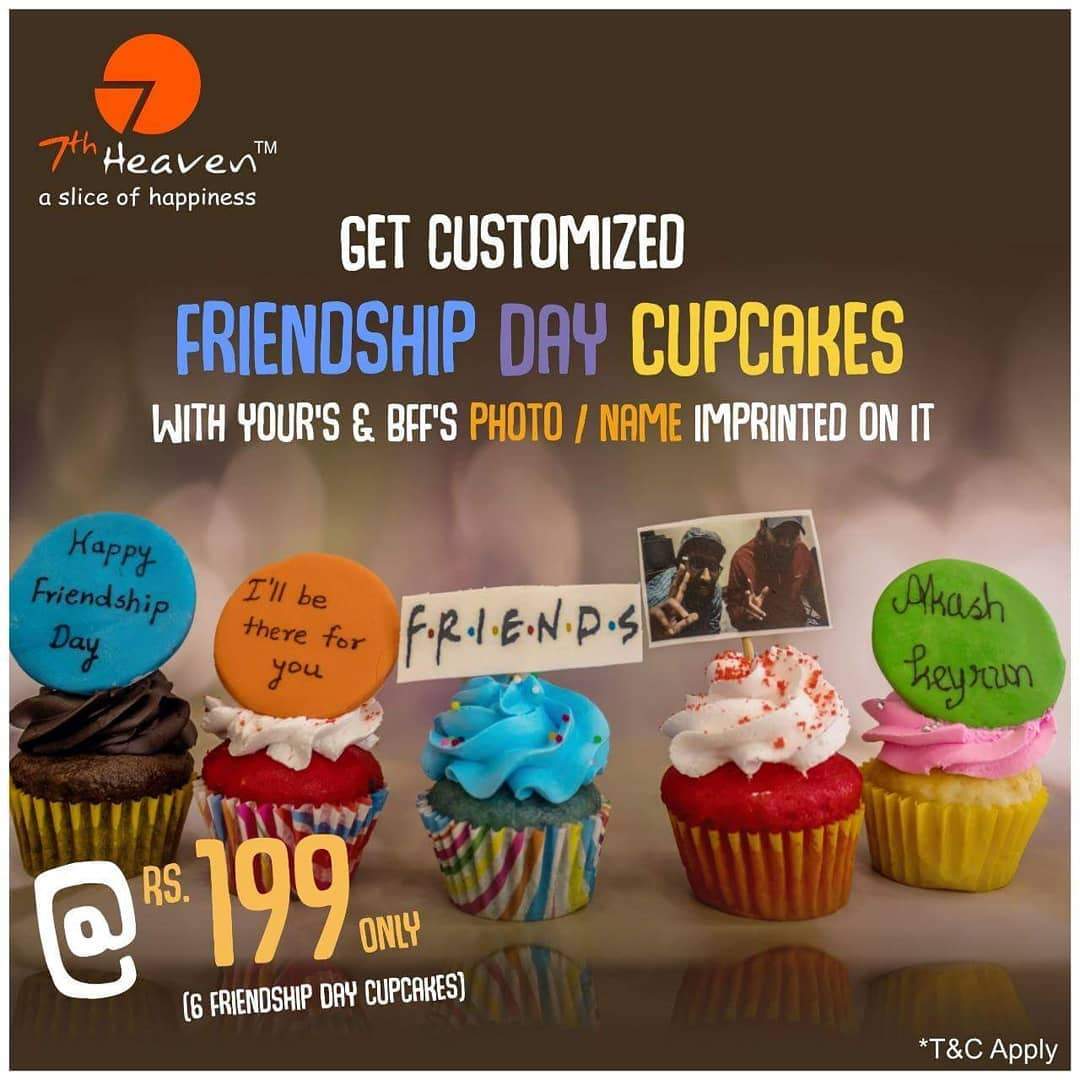 7
7th Heaven™
a slice of happiness
GET CUSTOMIZED
FRIENDSHIP DAY CUPCAKES
WITH YOUR'S & BFF'S PHOTO / NAME IMPRINTED ON IT
Happy
Friendship
Day
I'll be
there for
you
F·R·I·E·N·D·S
Akash
Keyrun
@ RS. 199 ONLY
(6 FRIENDSHIP DAY CUPCAKES)
*T&C Apply